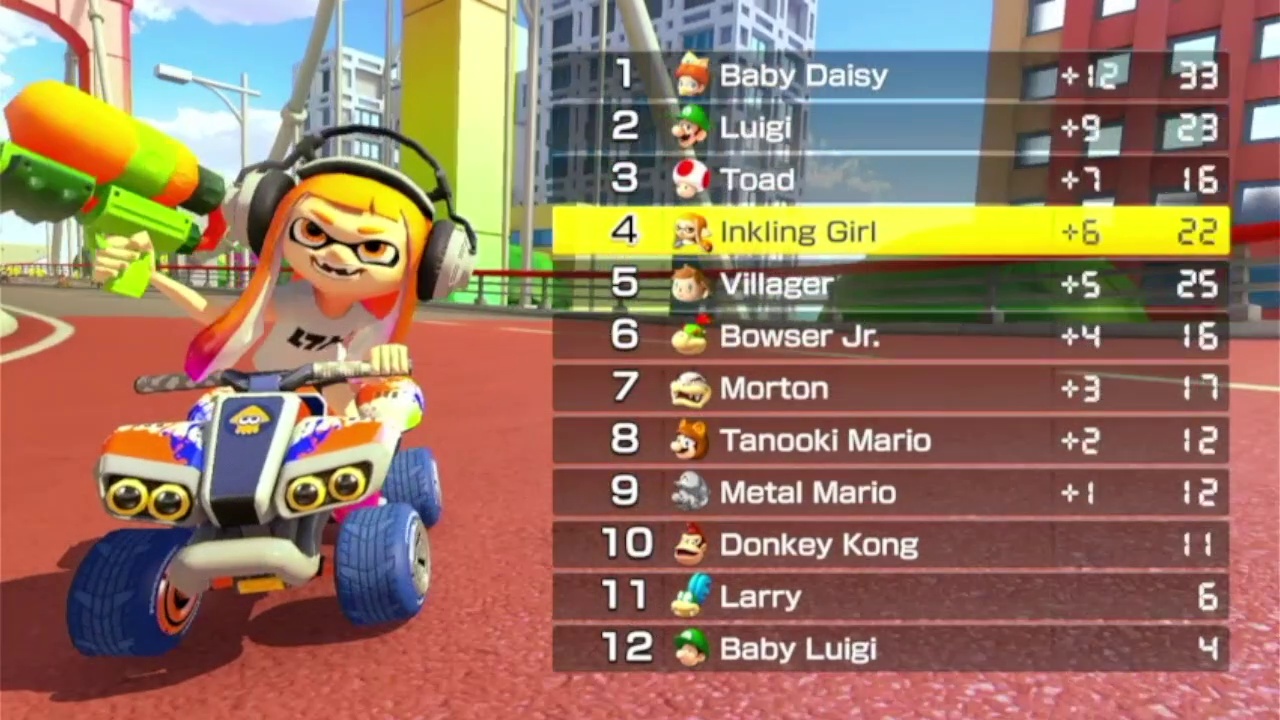 1 Baby Daisy +12 33
2 Luigi +9 23
3 Toad +7 16
4 Inkling Girl +6 22
5 Villager +5 25
6 Bowser Jr. +4 16
7 Morton +3 17
8 Tanooki Mario +2 12
9 Metal Mario +1 12
10 Donkey Kong 11
11 Larry 6
12 Baby Luigi 4